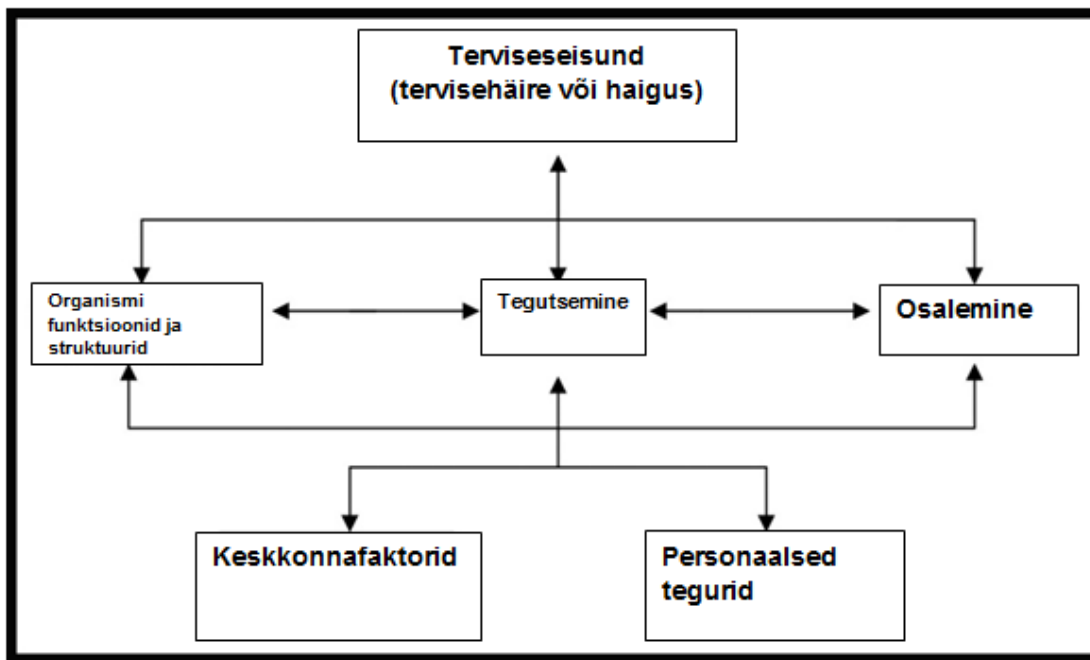 Terviseseisund
(tervisehäire või haigus)
Organismi
funktsioonid ja
struktuurid
Tegutsemine
Osalemine
Keskkonnafaktorid
Personaalsed
tegurid